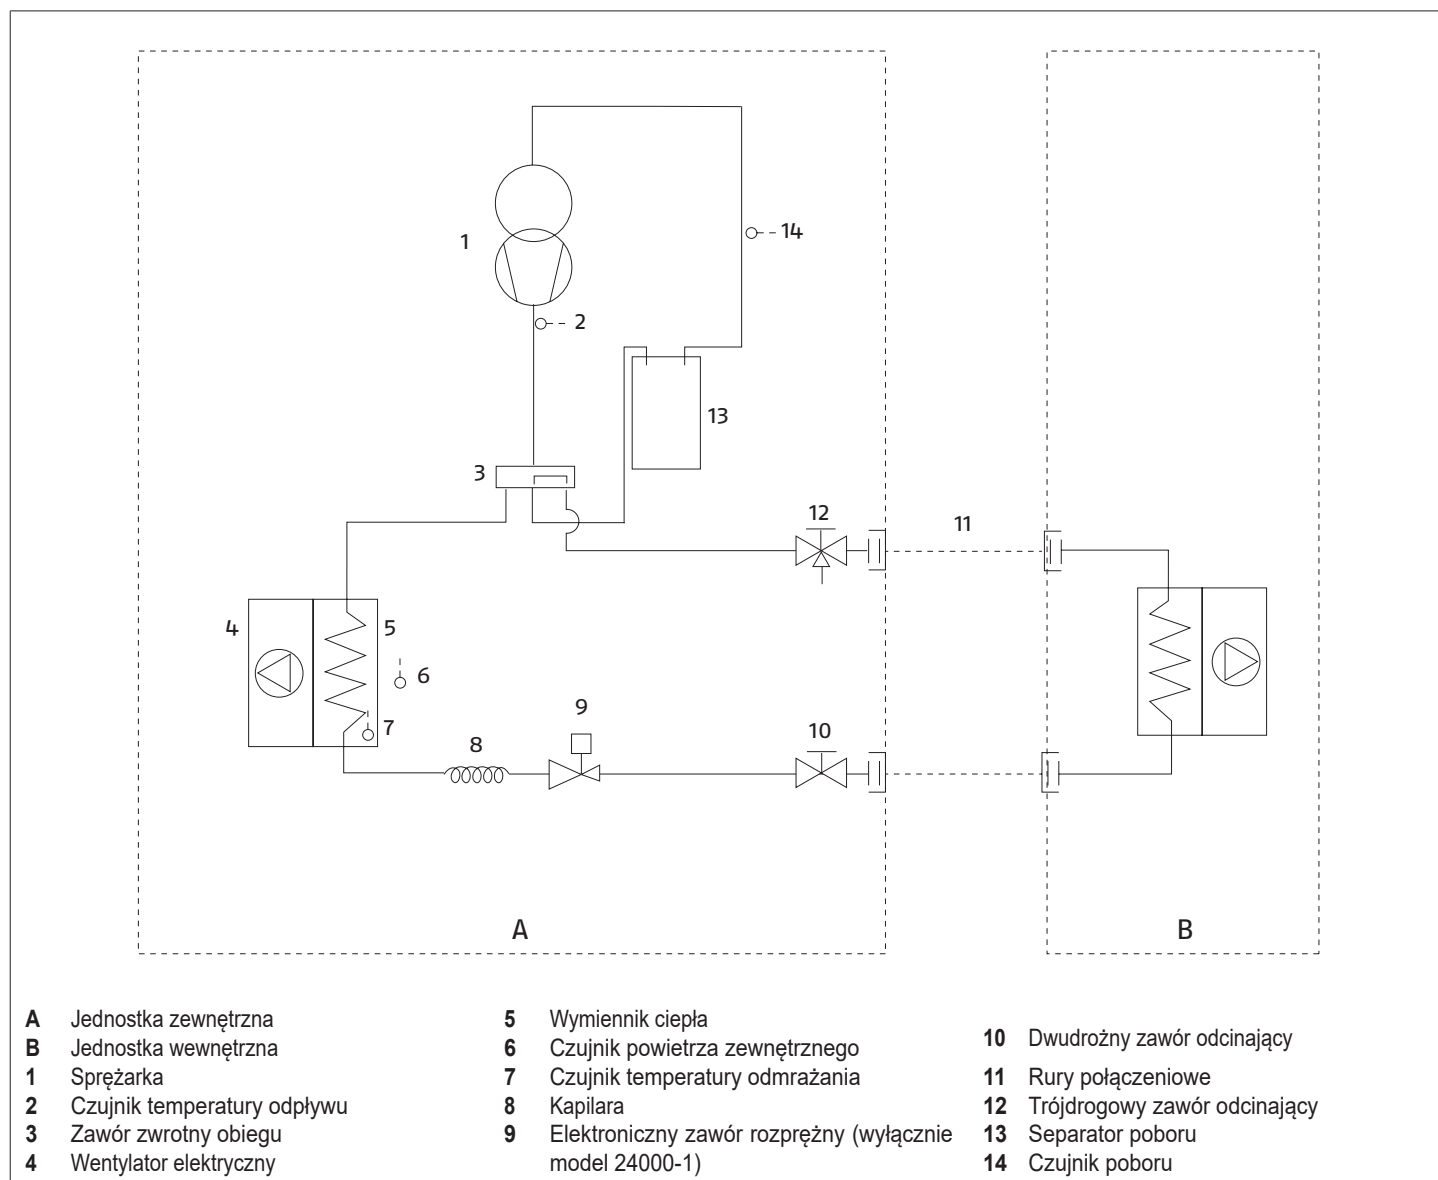 14
1
2
13
3
12
11
4
5
6
7
9
8
10
A
B
A Jednostka zewnętrzna
B Jednostka wewnętrzna
1 Sprężarka
2 Czujnik temperatury odpływu
3 Zawór zwrotny obiegu
4 Wentylator elektryczny
5 Wymiennik ciepła
6 Czujnik powietrza zewnętrznego
7 Czujnik temperatury odmrażania
8 Kapilara
9 Elektroniczny zawór rozprężny (wyłącznie
model 24000-1)
10 Dwudrożny zawór odcinający
11 Rury połączeniowe
12 Trójdrogowy zawór odcinający
13 Separator poboru
14 Czujnik poboru